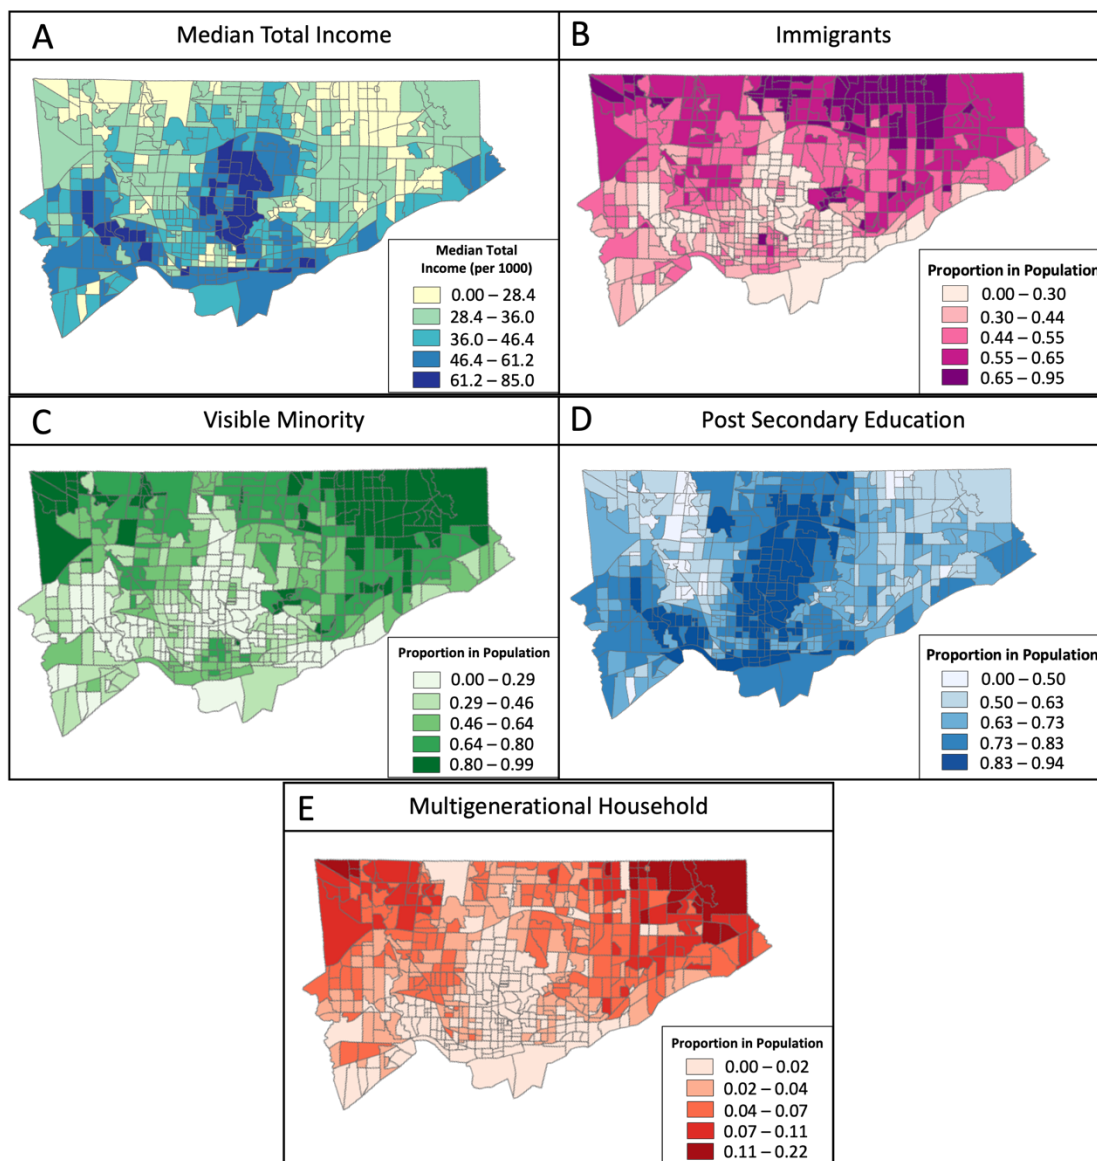 A
Median Total Income
Median Total
Income (per 1000)
0.00 – 28.4
28.4 – 36.0
36.0 – 46.4
46.4 – 61.2
61.2 – 85.0
B
Immigrants
Proportion in Population
0.00 – 0.30
0.30 – 0.44
0.44 – 0.55
0.55 – 0.65
0.65 – 0.95
C
Visible Minority
Proportion in Population
0.00 – 0.29
0.29 – 0.46
0.46 – 0.64
0.64 – 0.80
0.80 – 0.99
D
Post Secondary Education
Proportion in Population
0.00 – 0.50
0.50 – 0.63
0.63 – 0.73
0.73 – 0.83
0.83 – 0.94
E
Multigenerational Household
Proportion in Population
0.00 – 0.02
0.02 – 0.04
0.04 – 0.07
0.07 – 0.11
0.11 – 0.22